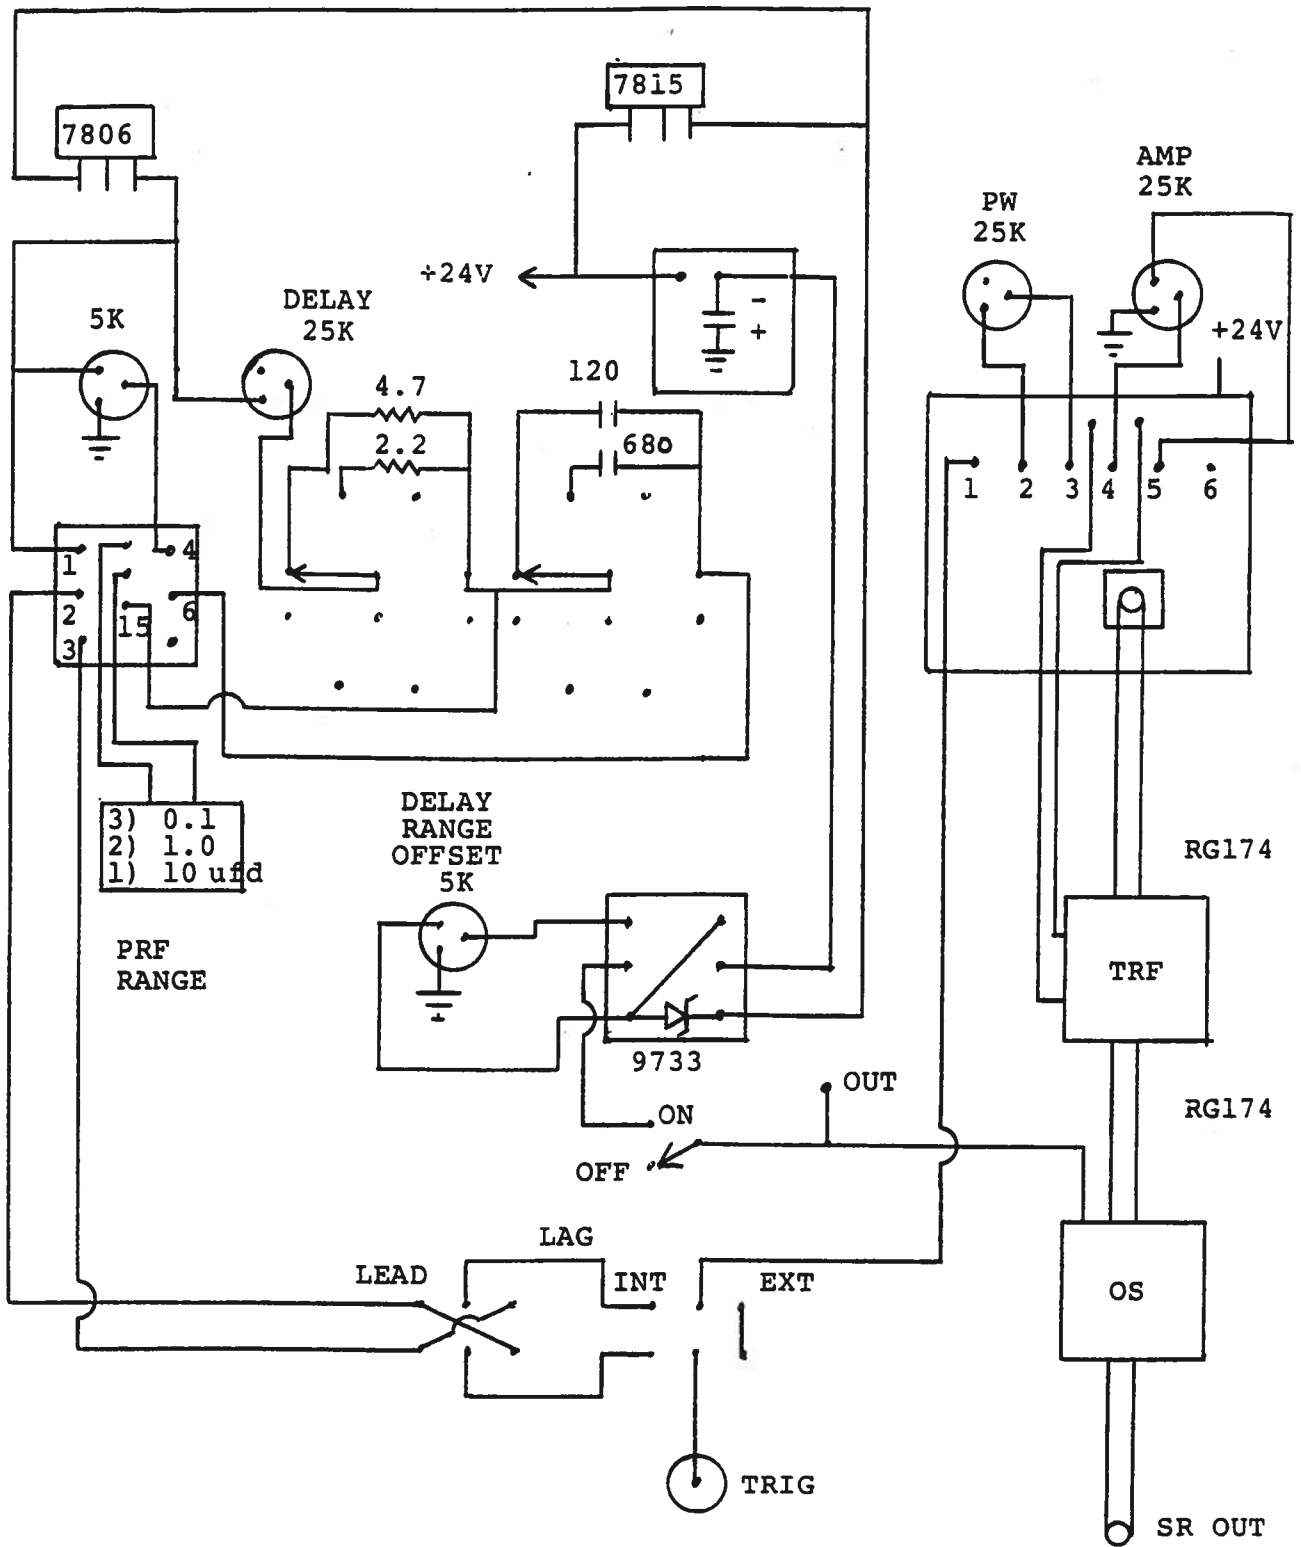 7815
7806
AMP
25K
PW
25K
+24V
DELAY
25K
5K
+24V
120
4.7
2.2
680
1
2
3
4
5
6
1
4
2
15
6
3
3) 0.1
2) 1.0
1) 10 ufd
PRF
RANGE
DELAY
RANGE
OFFSET
5K
RG174
TRF
9733
OUT
ON
OFF
RG174
LAG
LEAD
INT
EXT
OS
TRIG
SR OUT